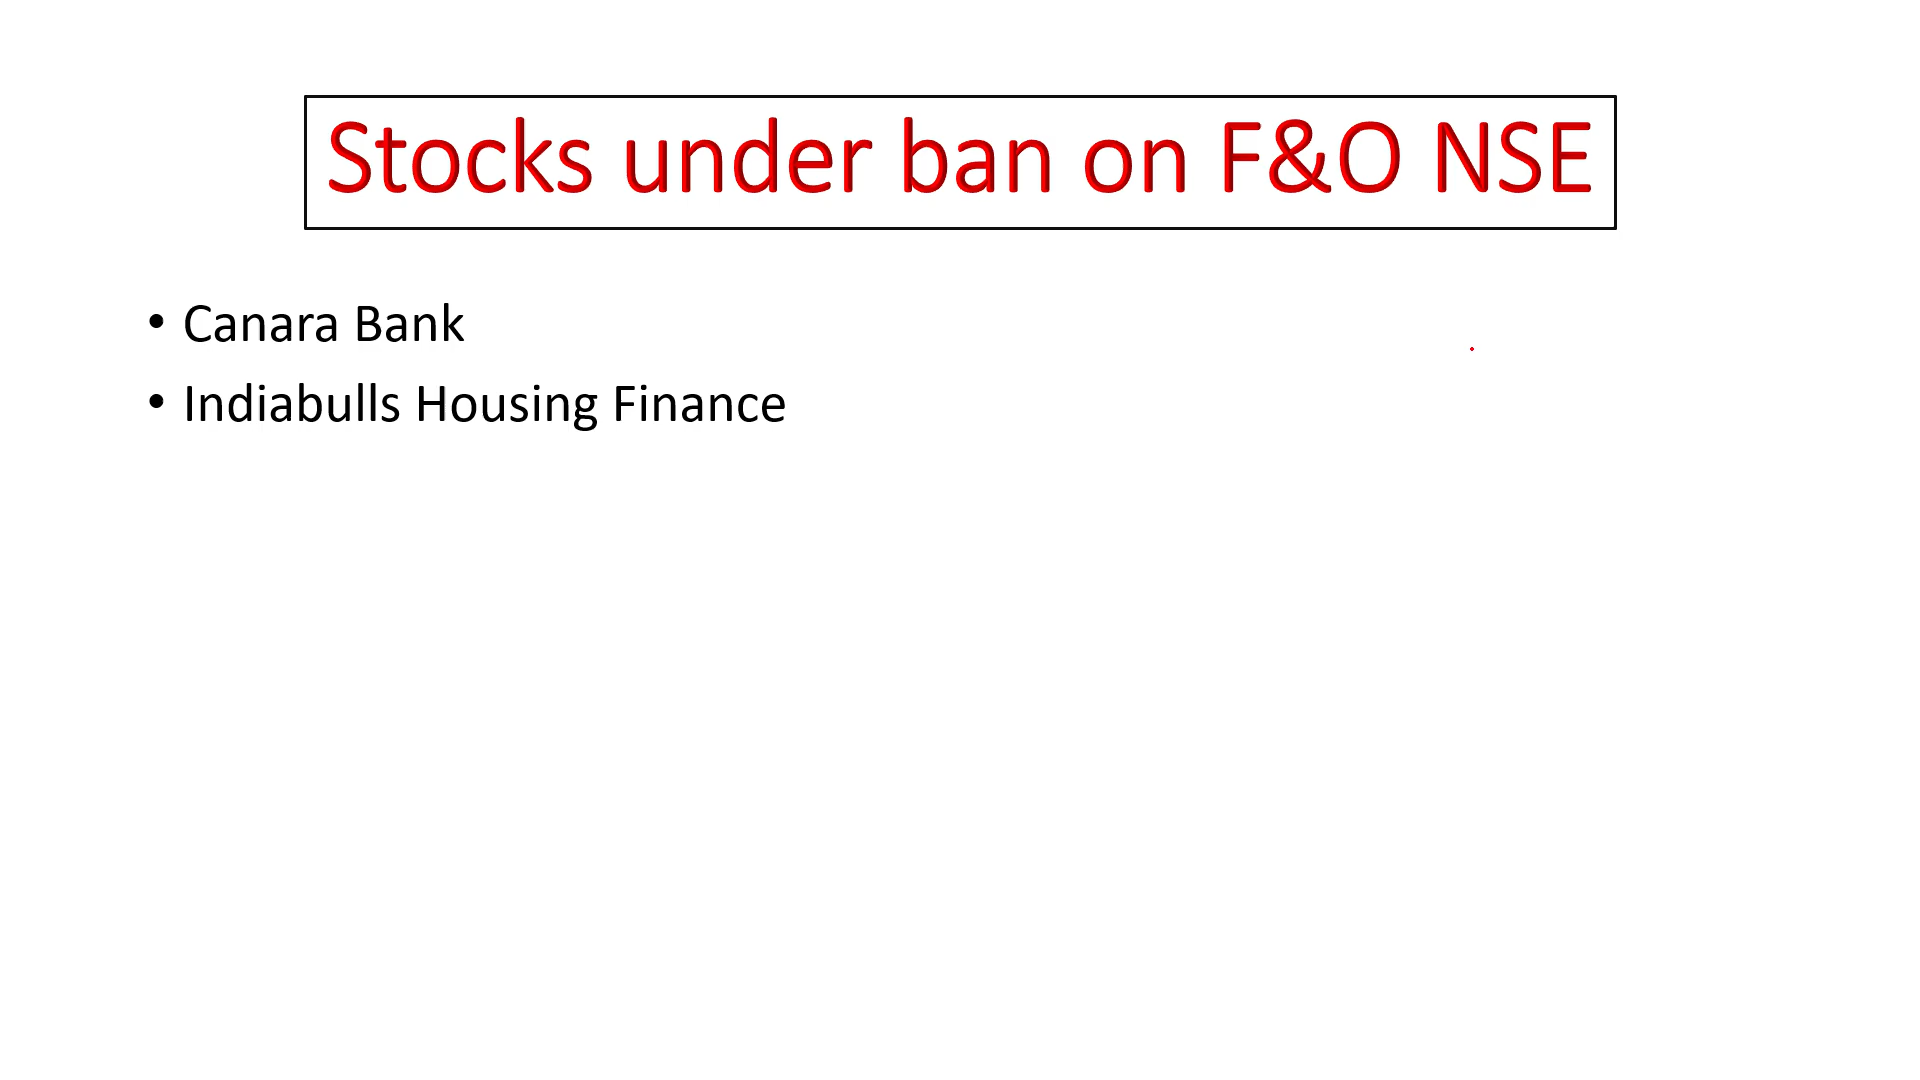 Stocks under ban on F&O NSE
• Canara Bank
• Indiabulls Housing Finance